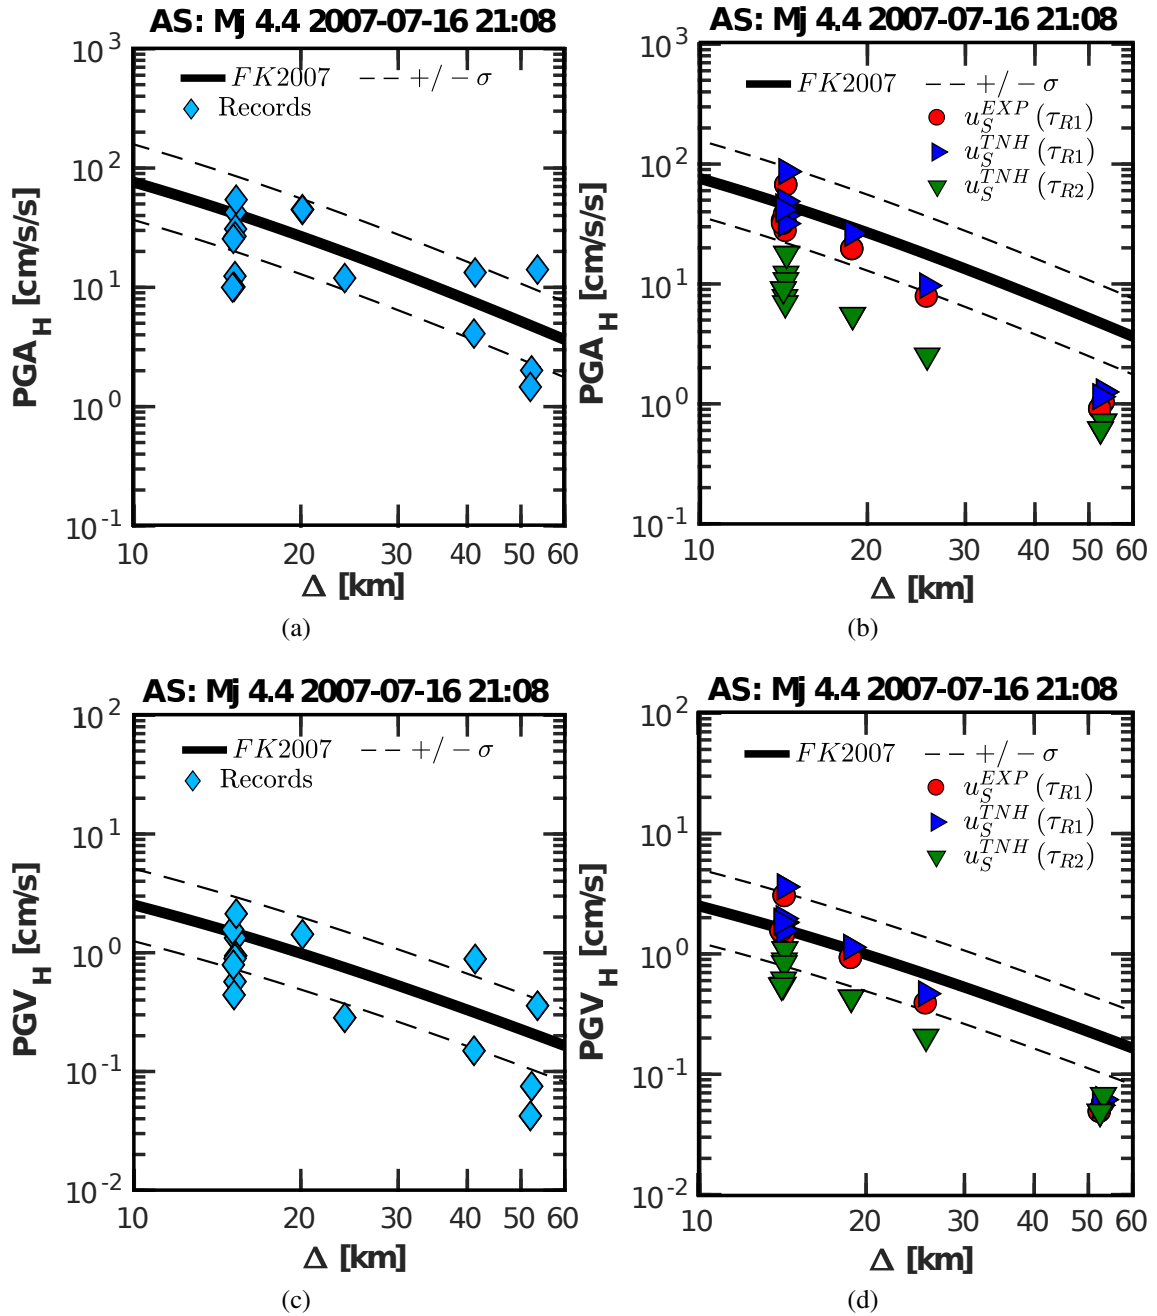 AS: Mj 4.4 2007-07-16 21:08
10^3
10^2
10^1
10^0
10^-1
PGA_H [cm/s/s]
FK2007 -- +/- σ
Records
10 20 30 40 50 60
Δ [km]
(a)
AS: Mj 4.4 2007-07-16 21:08
10^3
10^2
10^1
10^0
10^-1
PGA_H [cm/s/s]
FK2007 -- +/- σ
u_S^EXP (τ_R1)
u_S^TNH (τ_R1)
u_S^TNH (τ_R2)
10 20 30 40 50 60
Δ [km]
(b)
AS: Mj 4.4 2007-07-16 21:08
10^2
10^1
10^0
10^-1
10^-2
PGV_H [cm/s]
FK2007 -- +/- σ
Records
10 20 30 40 50 60
Δ [km]
(c)
AS: Mj 4.4 2007-07-16 21:08
10^2
10^1
10^0
10^-1
10^-2
PGV_H [cm/s]
FK2007 -- +/- σ
u_S^EXP (τ_R1)
u_S^TNH (τ_R1)
u_S^TNH (τ_R2)
10 20 30 40 50 60
Δ [km]
(d)